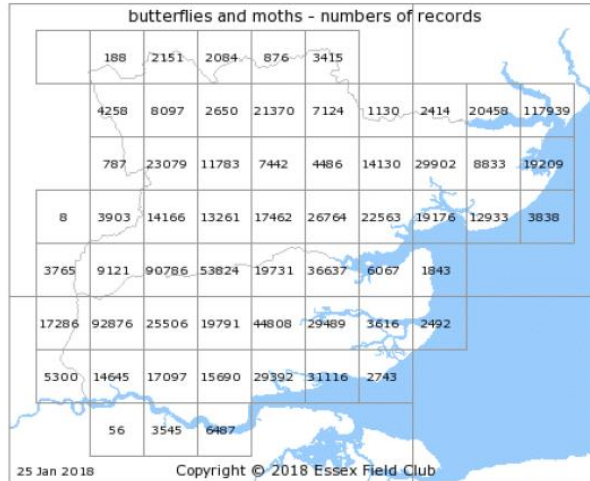 butterflies and moths - numbers of records
188 2151 2084 876 3415
4258 8097 2650 21370 7124 1130 2414 20458 117939
787 23079 11783 7442 4486 14130 29902 8833 19209
8 3903 14166 13261 17462 26764 22563 19176 12933 3838
3765 9121 90786 53824 19731 36637 6067 1843
17286 92876 25506 19791 44808 29489 3616 2492
5300 14645 17097 15690 29392 31116 2743
56 3545 6487
25 Jan 2018 Copyright © 2018 Essex Field Club